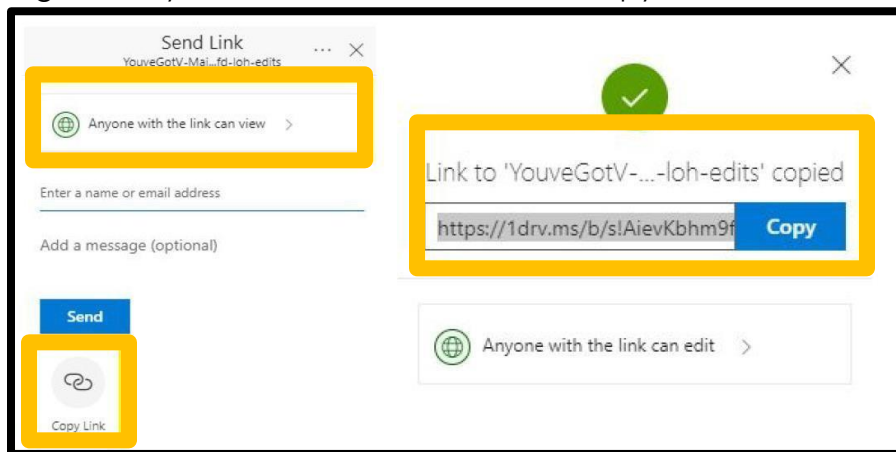 Send Link
YouveGotV-Mai...fd-loh-edits
Anyone with the link can view
Enter a name or email address
Add a message (optional)
Send
Copy Link
Link to 'YouveGotV-...-loh-edits' copied
https://1drv.ms/b/s!AievKbhm9f
Copy
Anyone with the link can edit